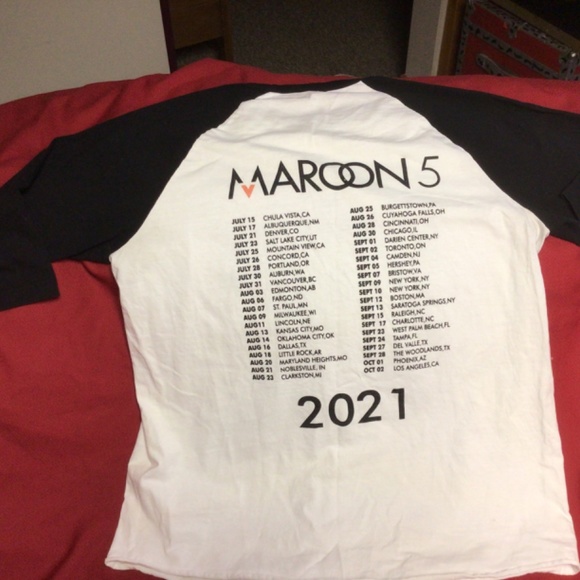 MAROON 5
JULY 15 CHULA VISTA,CA
JULY 17 ALBUQUERQUE,NM
JULY 21 DENVER,CO
JULY 23 SALT LAKE CITY,UT
JULY 25 MOUNTAIN VIEW,CA
JULY 26 CONCORD,CA
JULY 28 PORTLAND,OR
JULY 30 AUBURN,WA
JULY 31 VANCOUVER,BC
AUG 03 EDMONTON,AB
AUG 06 FARGO,ND
AUG 07 ST. PAUL,MN
AUG 09 MILWAUKEE,WI
AUG11 LINCOLN,NE
AUG 13 KANSAS CITY,MO
AUG 14 OKLAHOMA CITY,OK
AUG 16 DALLAS,TX
AUG 18 LITTLE ROCK,AR
AUG 20 MARYLAND HEIGHTS,MO
AUG 21 NOBLESVILLE, IN
AUG 23 CLARKSTON,MI
AUG 25 BURGETTSTOWN,PA
AUG 26 CUYAHOGA FALLS,OH
AUG 28 CINCINNATI,OH
AUG 30 CHICAGO,IL
SEPT 01 DARIEN CENTER,NY
SEPT 02 TORONTO,ON
SEPT 04 CAMDEN,NJ
SEPT 05 HERSHEY,PA
SEPT 07 BRISTOW,VA
SEPT 09 NEW YORK,NY
SEPT 10 NEW YORK,NY
SEPT 12 BOSTON,MA
SEPT 13 SARATOGA SPRINGS,NY
SEPT 15 RALEIGH,NC
SEPT 17 CHARLOTTE,NC
SEPT 23 WEST PALM BEACH,FL
SEPT 24 TAMPA,FL
SEPT 27 DEL VALLE,TX
SEPT 28 THE WOODLANDS,TX
OCT 01 PHOENIX,AZ
OCT 02 LOS ANGELES,CA
2021